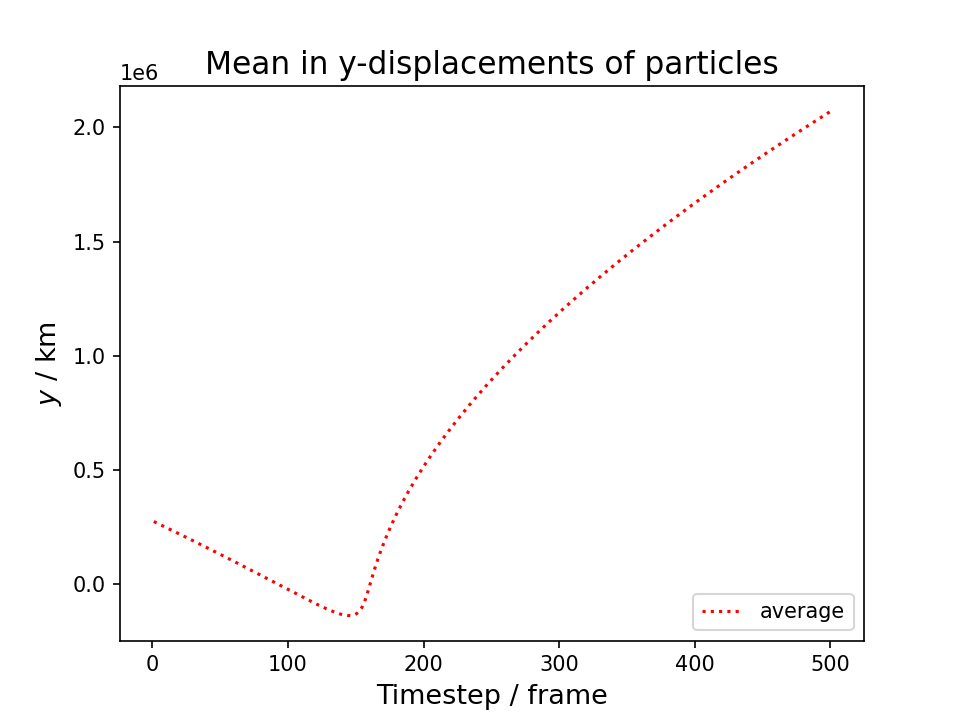 Mean in y-displacements of particles
1e6
2.0
1.5
1.0
0.5
0.0
y / km
0 100 200 300 400 500
Timestep / frame
average